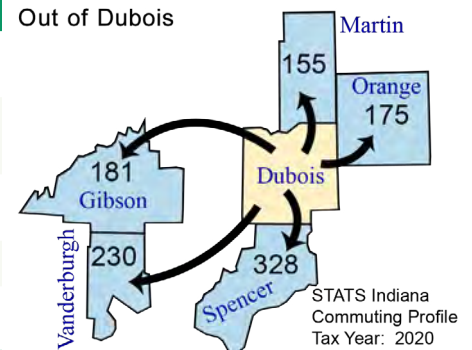 Out of Dubois
Martin
155
Orange
175
181
Gibson
Dubois
Vanderburgh
230
328
Spencer
STATS Indiana
Commuting Profile
Tax Year: 2020